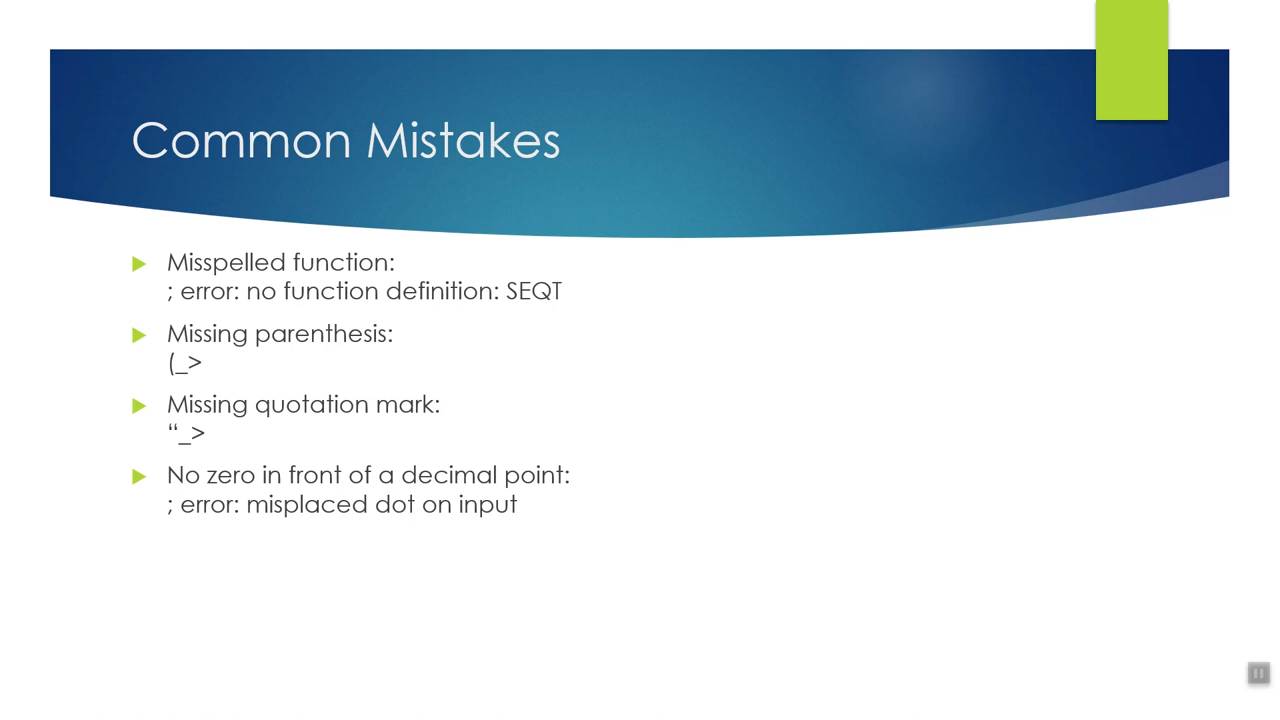 Common Mistakes
Misspelled function:
; error: no function definition: SEQT
Missing parenthesis:
(_>
Missing quotation mark:
“_>
No zero in front of a decimal point:
; error: misplaced dot on input